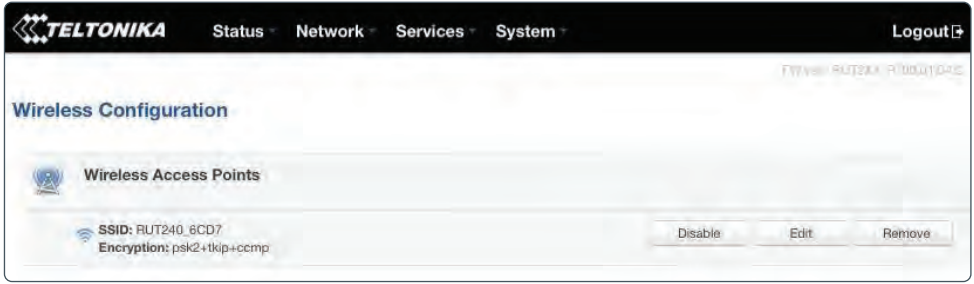 TELTONIKA Status Network Services System Logout
Wireless Configuration
Wireless Access Points
SSID: RUT240_6CD7
Encryption: psk2+tkip+ccmp
Disable Edit Remove